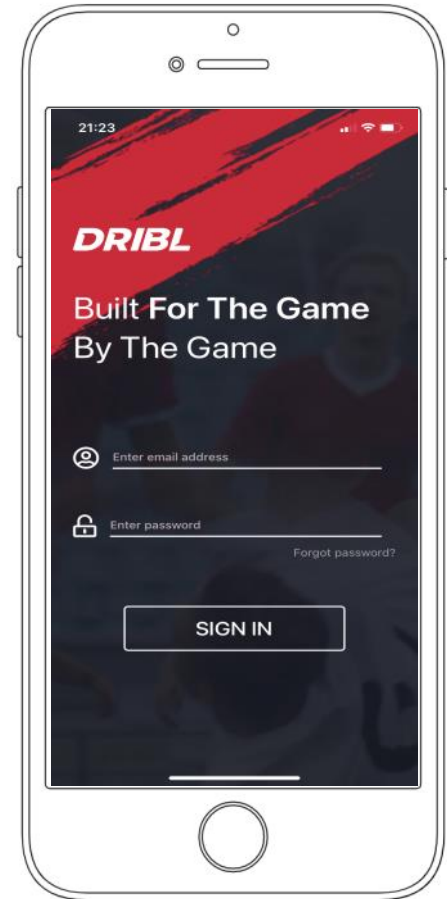 21:23
DRIBL
Built For The Game
By The Game
Enter email address
Enter password
Forgot password?
SIGN IN